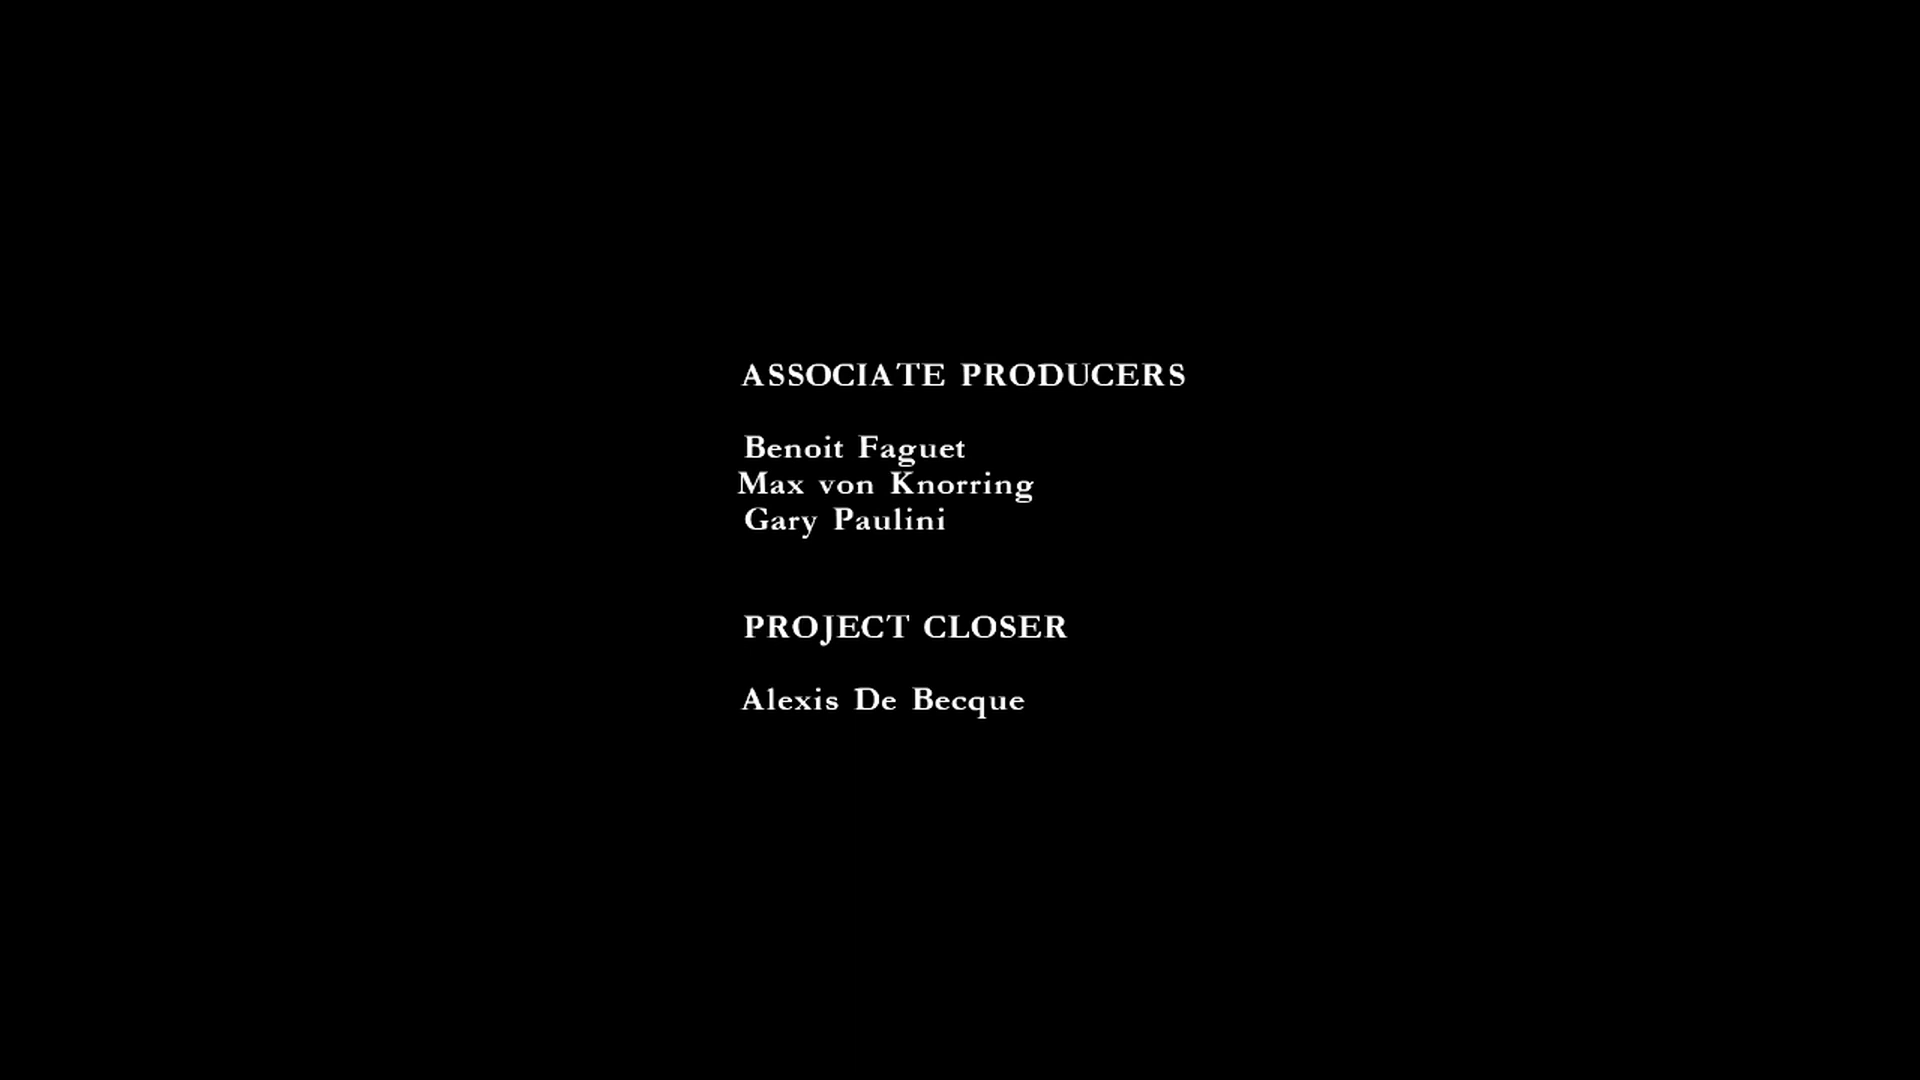 ASSOCIATE PRODUCERS
Benoit Faguet
Max von Knorring
Gary Paulini
PROJECT CLOSER
Alexis De Becque